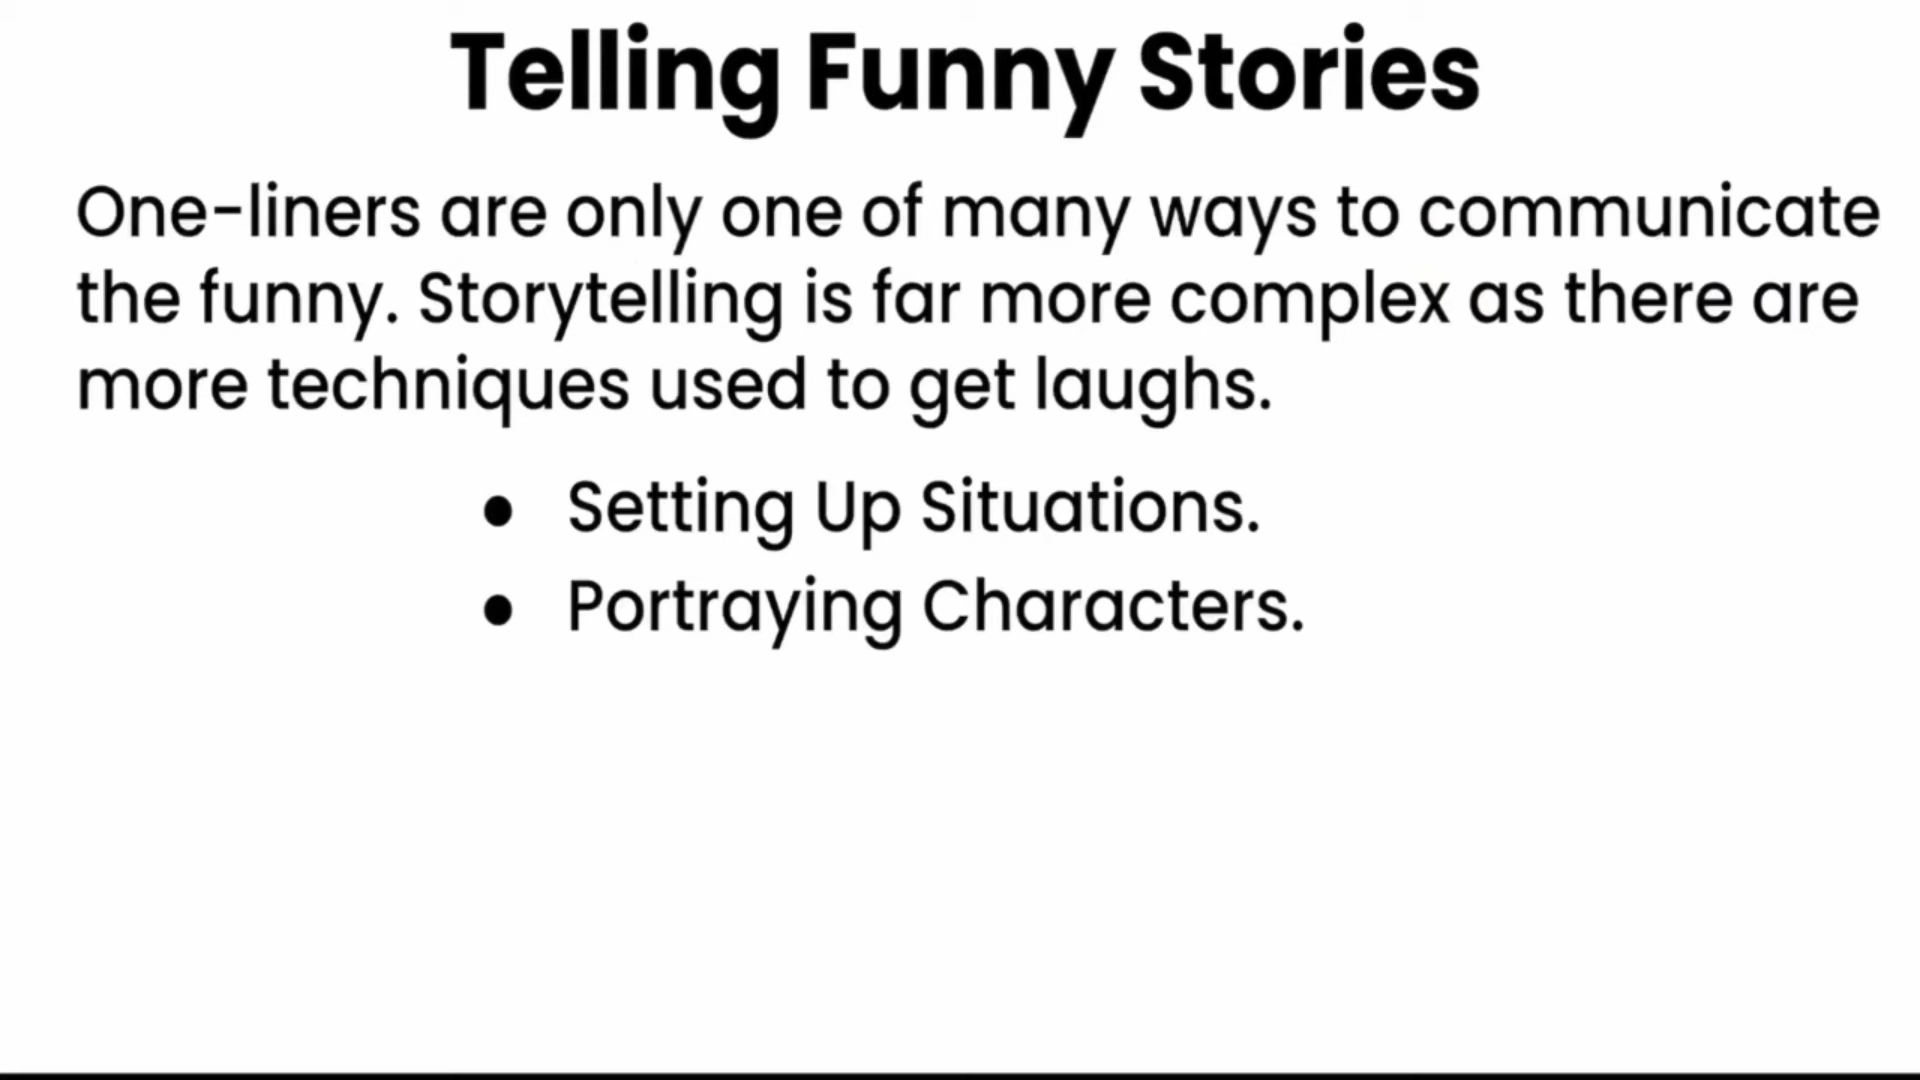 Telling Funny Stories
One-liners are only one of many ways to communicate
the funny. Storytelling is far more complex as there are
more techniques used to get laughs.
● Setting Up Situations.
● Portraying Characters.